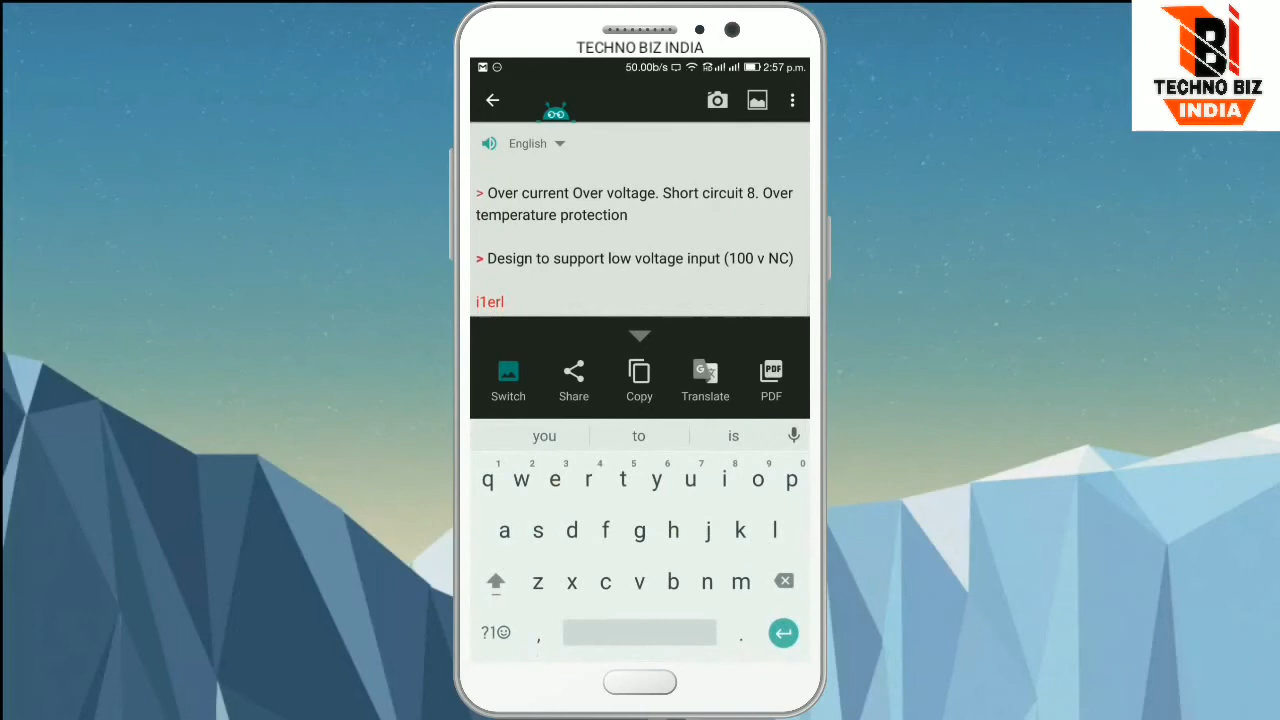 TECHNO BIZ INDIA
50.00b/s 2:57 p.m.
English
> Over current Over voltage. Short circuit 8. Over
temperature protection
> Design to support low voltage input (100 v NC)
i1erl
Switch Share Copy Translate PDF
you to is
1 2 3 4 5 6 7 8 9 0
q w e r t y u i o p
a s d f g h j k l
z x c v b n m
?1☺ , .
Bi
TECHNO BIZ
INDIA